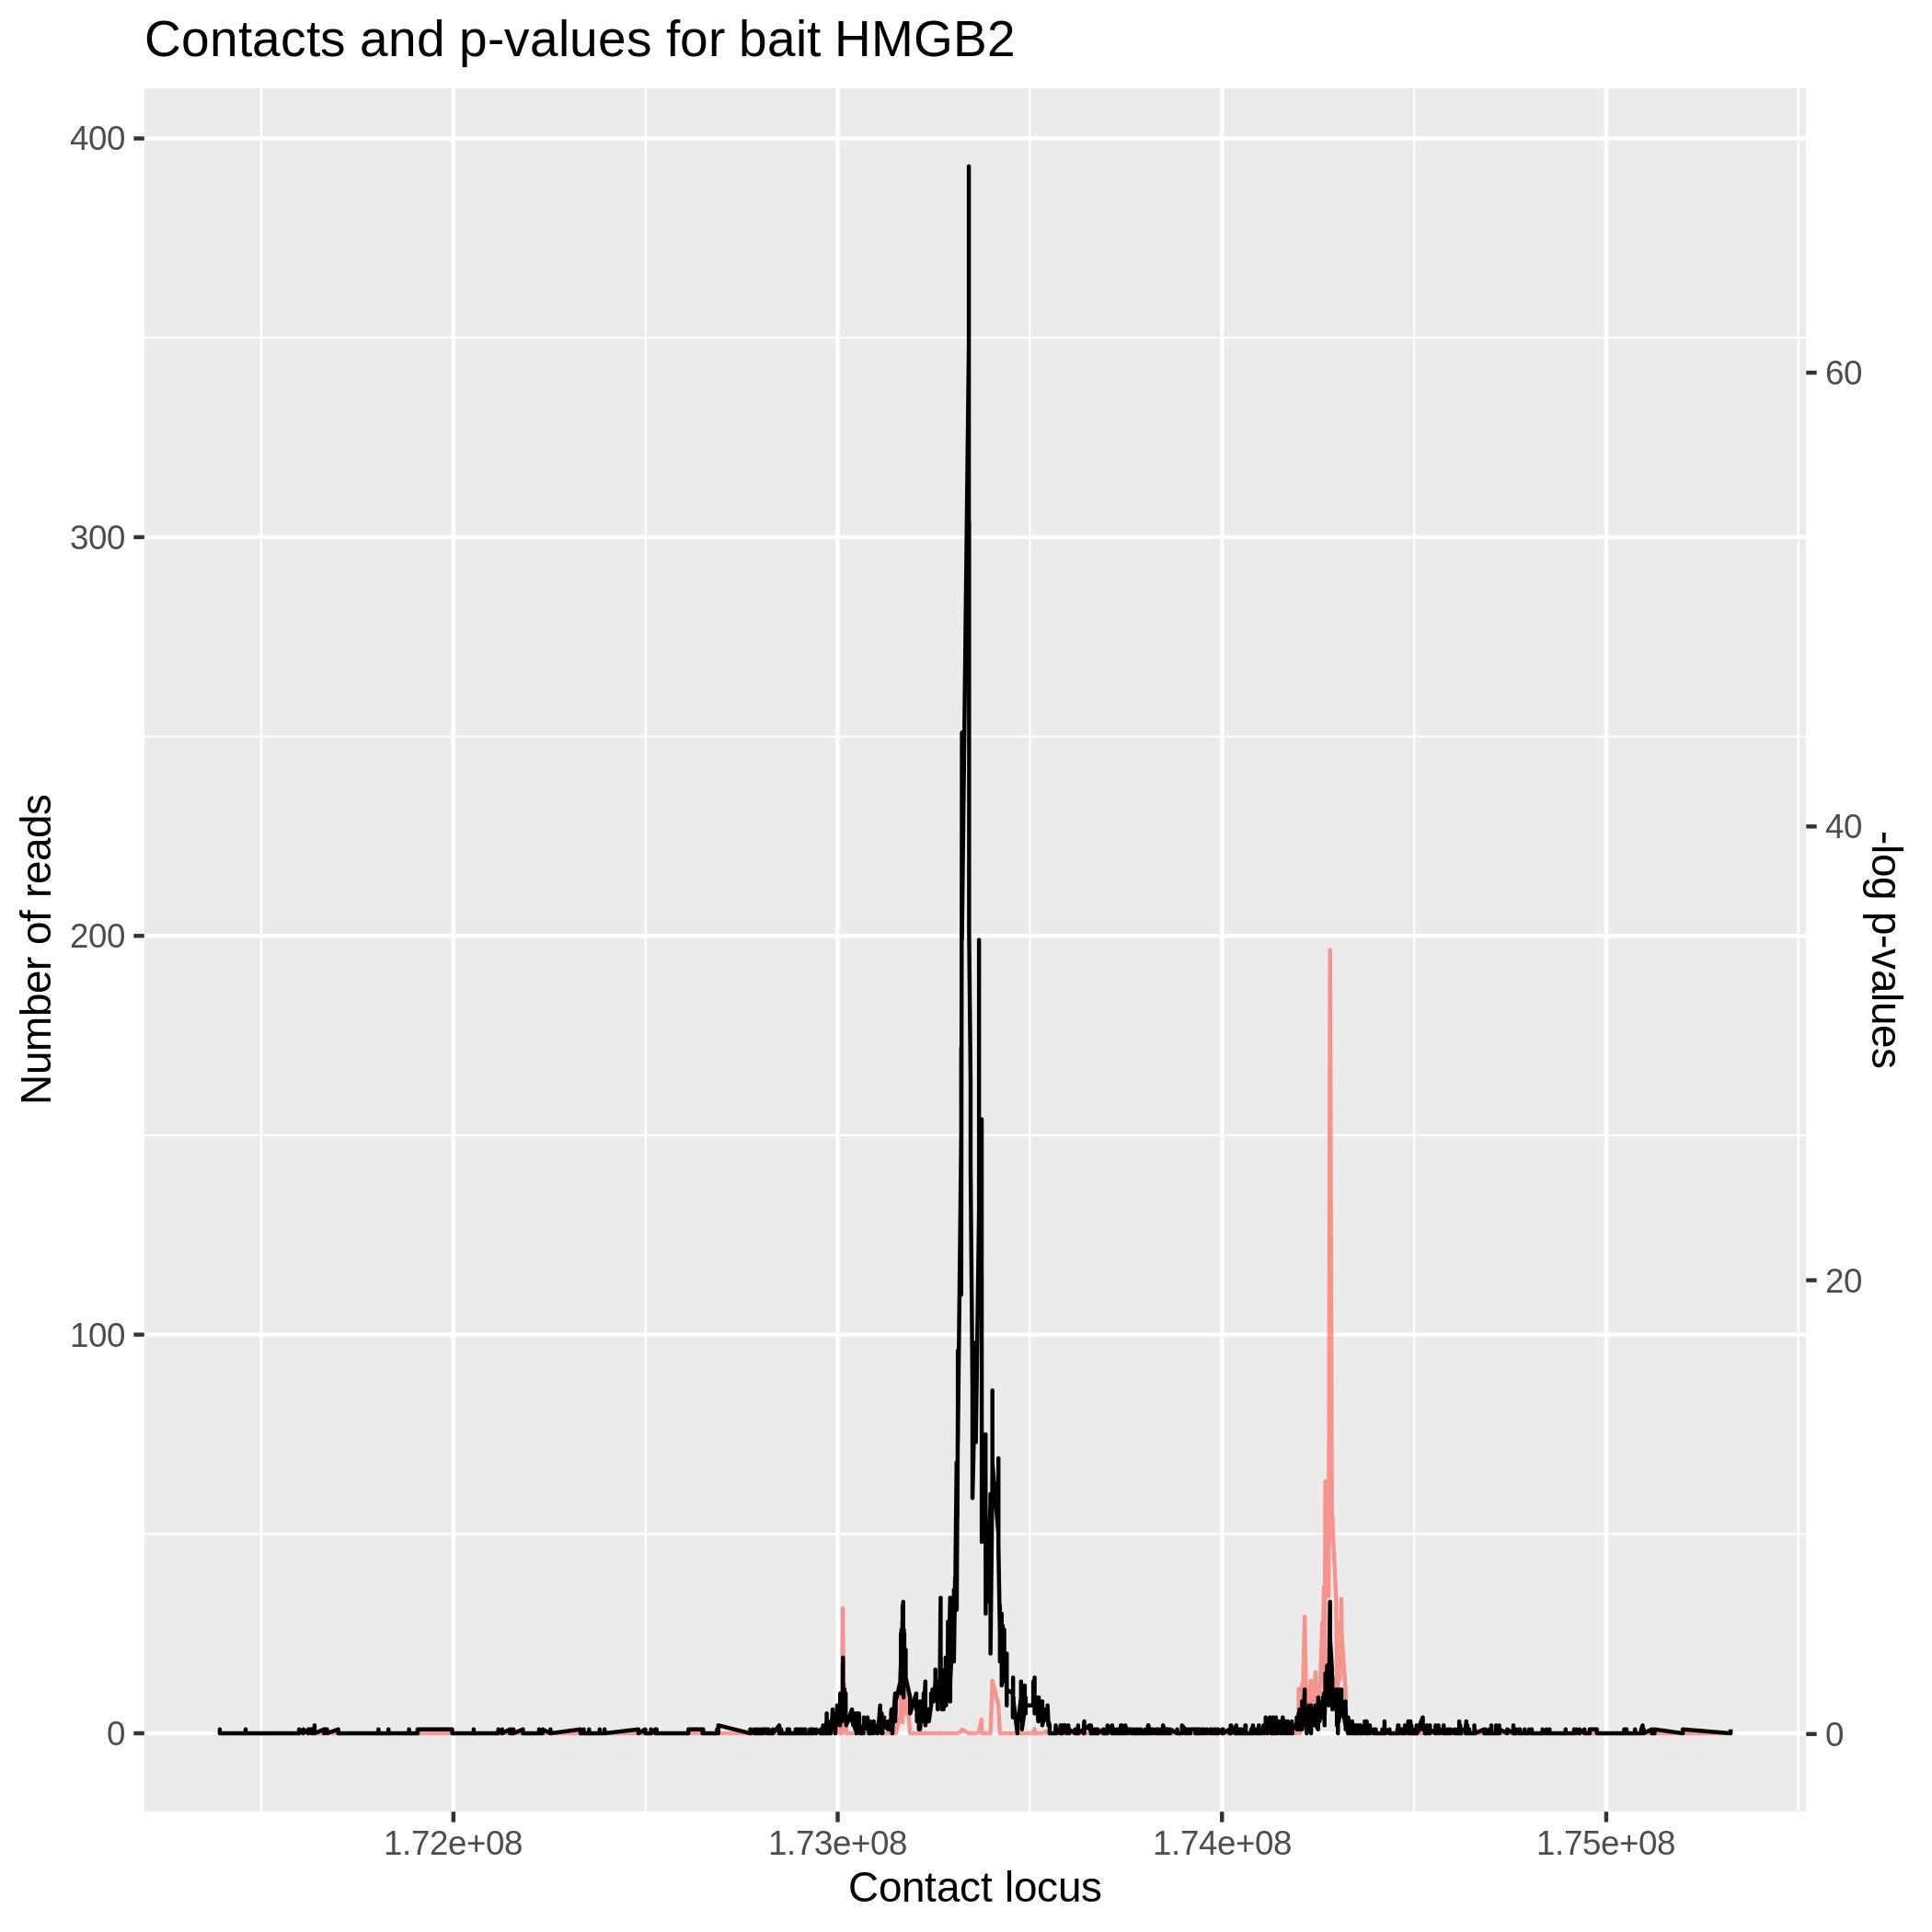 Contacts and p-values for bait HMGB2
400
300
200
100
0
Number of reads
60
40
20
0
-log p-values
1.72e+08
1.73e+08
1.74e+08
1.75e+08
Contact locus